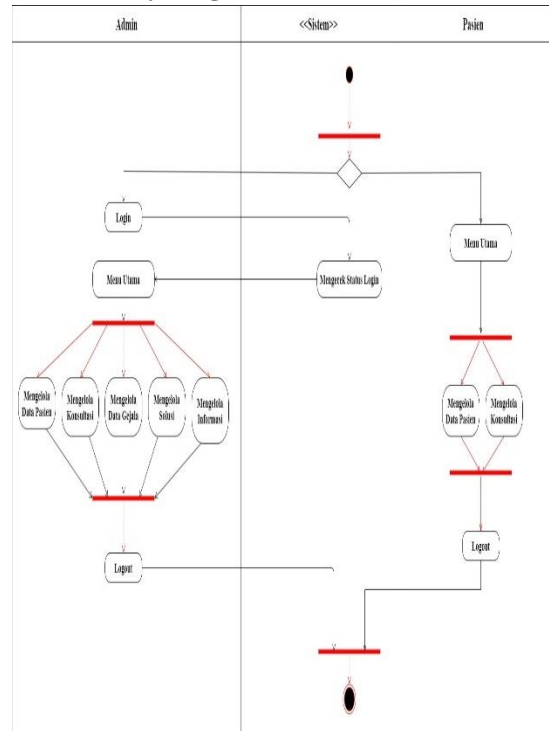 Admin
<<Sistem>>
Pasien
Login
Menu Utama
Menu Utama
Mengecek Status Login
Mengelola
Data Pasien
Mengelola
Konsultasi
Mengelola
Data Gejala
Mengelola
Solusi
Mengelola
Informasi
Mengelola
Data Pasien
Mengelola
Konsultasi
Logout
Logout